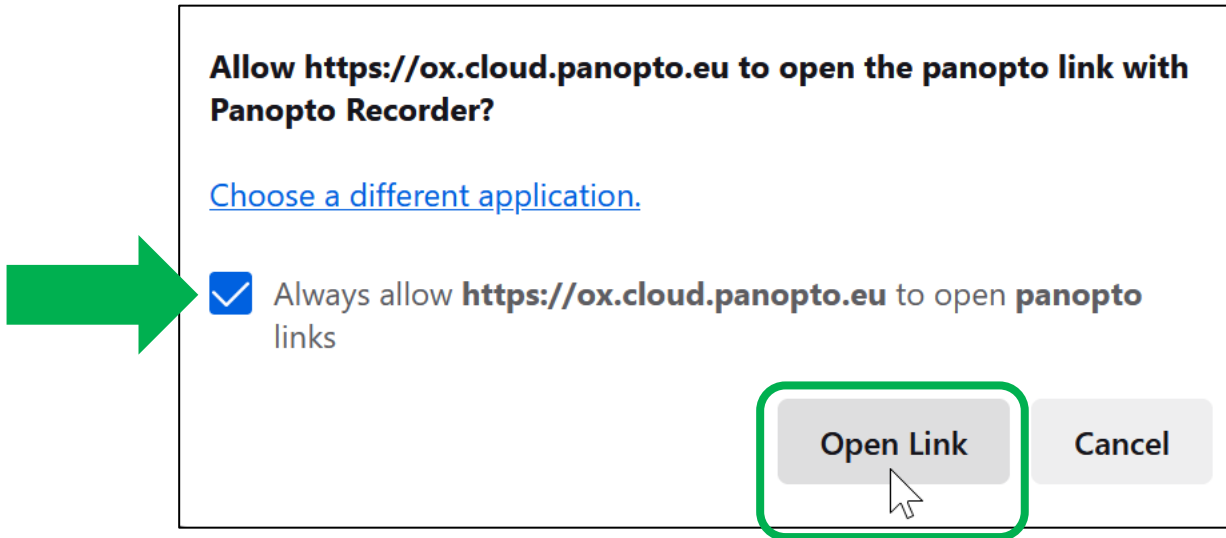 Allow https://ox.cloud.panopto.eu to open the panopto link with
Panopto Recorder?
Choose a different application.
Always allow https://ox.cloud.panopto.eu to open panopto
links
Open Link
Cancel